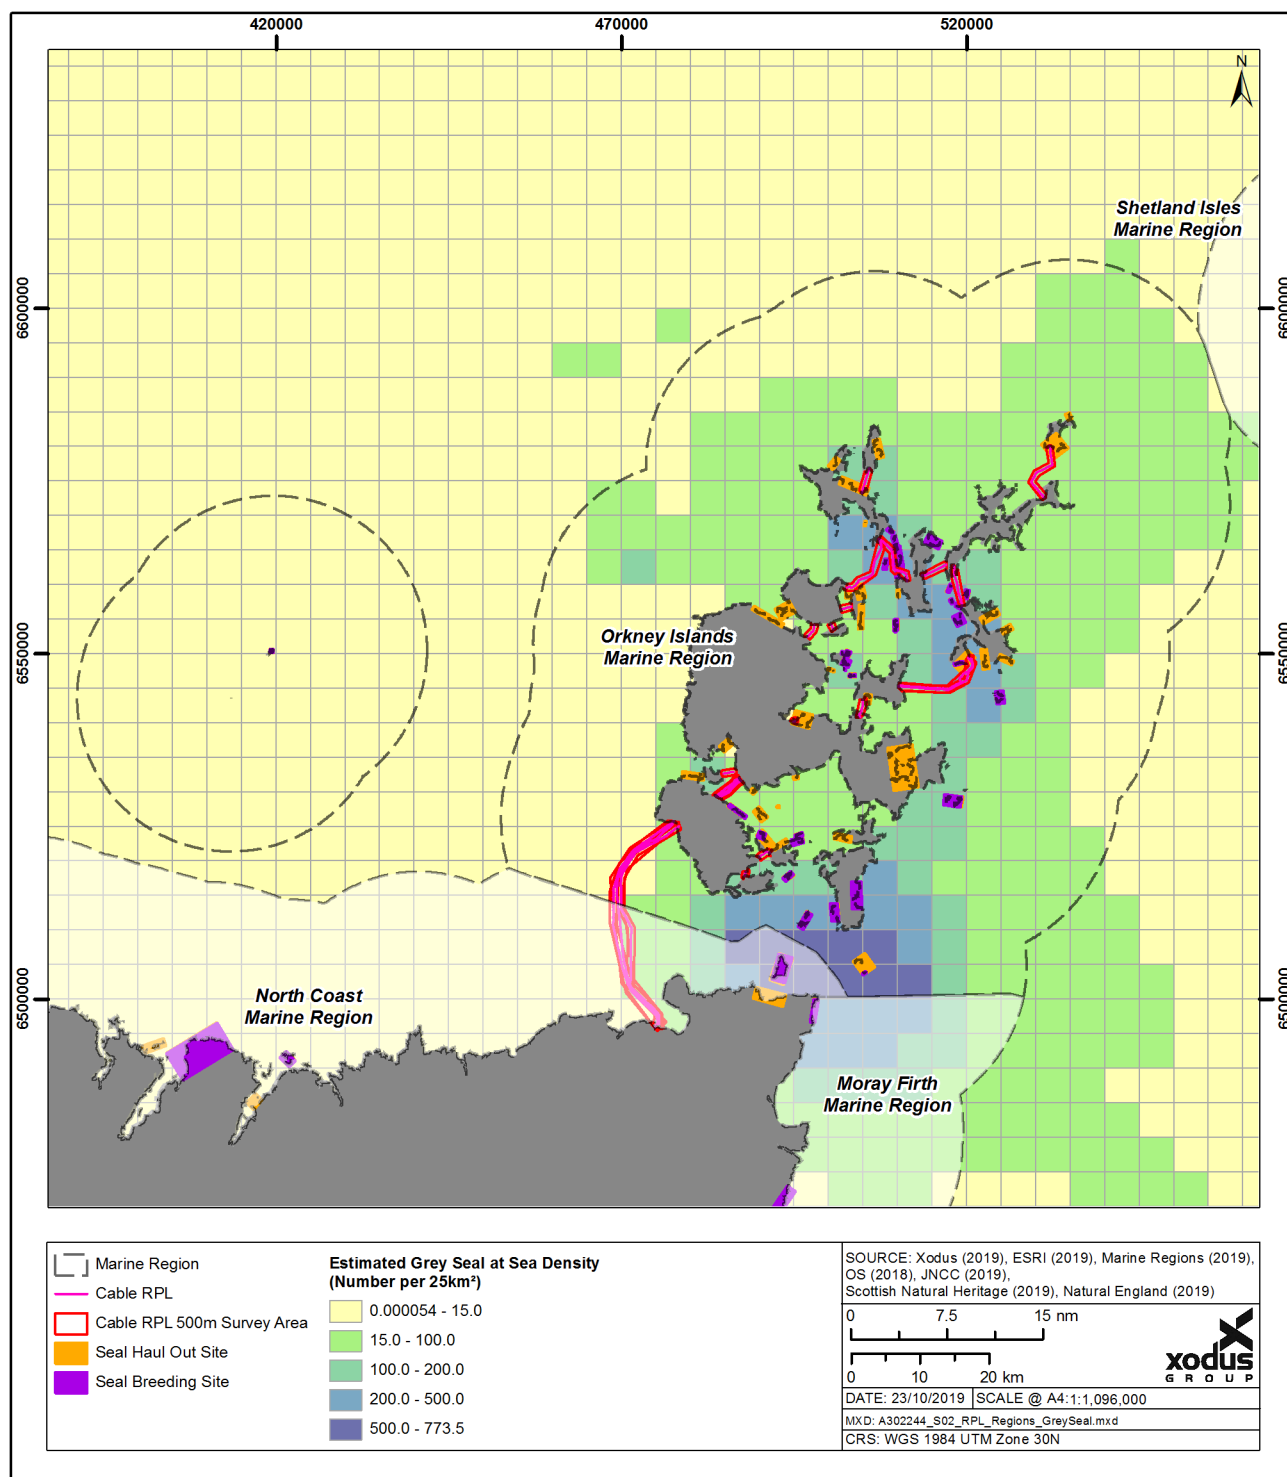 420000 470000 520000
N
Shetland Isles
Marine Region
6600000 6600000
Orkney Islands
Marine Region
6550000 6550000
North Coast
Marine Region
6500000 6500000
Moray Firth
Marine Region
Marine Region
Cable RPL
Cable RPL 500m Survey Area
Seal Haul Out Site
Seal Breeding Site
Estimated Grey Seal at Sea Density
(Number per 25km²)
0.000054 - 15.0
15.0 - 100.0
100.0 - 200.0
200.0 - 500.0
500.0 - 773.5
SOURCE: Xodus (2019), ESRI (2019), Marine Regions (2019),
OS (2018), JNCC (2019),
Scottish Natural Heritage (2019), Natural England (2019)
0 7.5 15 nm
0 10 20 km
xodus
GROUP
DATE: 23/10/2019 SCALE @ A4:1:1,096,000
MXD: A302244_S02_RPL_Regions_GreySeal.mxd
CRS: WGS 1984 UTM Zone 30N